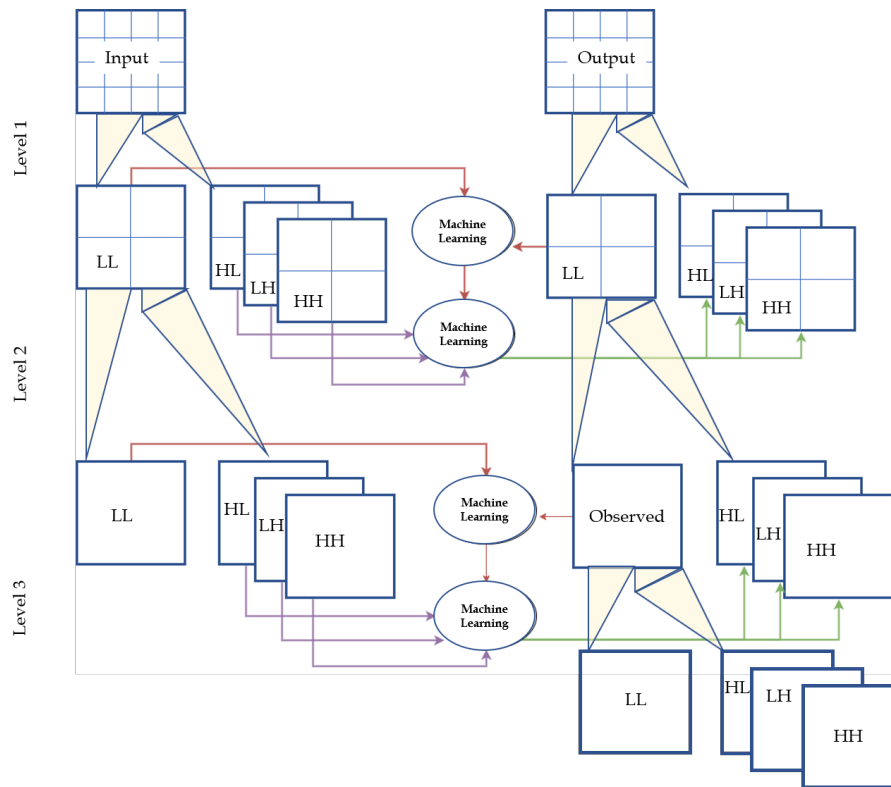 Input
Output
Level 1
LL
HL
LH
HH
Machine
Learning
LL
HL
LH
HH
Machine
Learning
Level 2
LL
HL
LH
HH
Machine
Learning
Observed
HL
LH
HH
Level 3
Machine
Learning
LL
HL
LH
HH